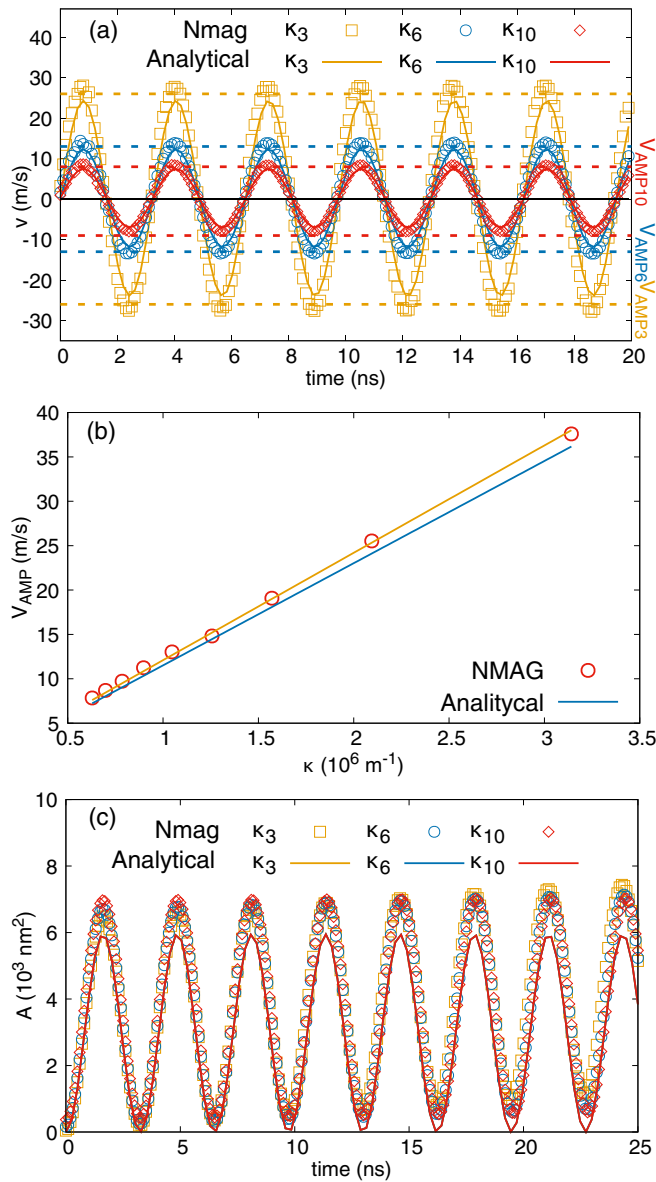 (a) Nmag κ3 κ6 κ10
Analytical κ3 κ6 κ10
40
30
20
10
0
-10
-20
-30
v (m/s)
VAMP10
VAMP6
VAMP3
0 2 4 6 8 10 12 14 16 18 20
time (ns)
(b)
40
35
30
25
20
15
10
5
VAMP (m/s)
NMAG
Analitycal
0.5 1 1.5 2 2.5 3 3.5
κ (10⁶ m⁻¹)
(c) Nmag κ3 κ6 κ10
Analytical κ3 κ6 κ10
10
8
6
4
2
0
A (10³ nm²)
0 5 10 15 20 25
time (ns)